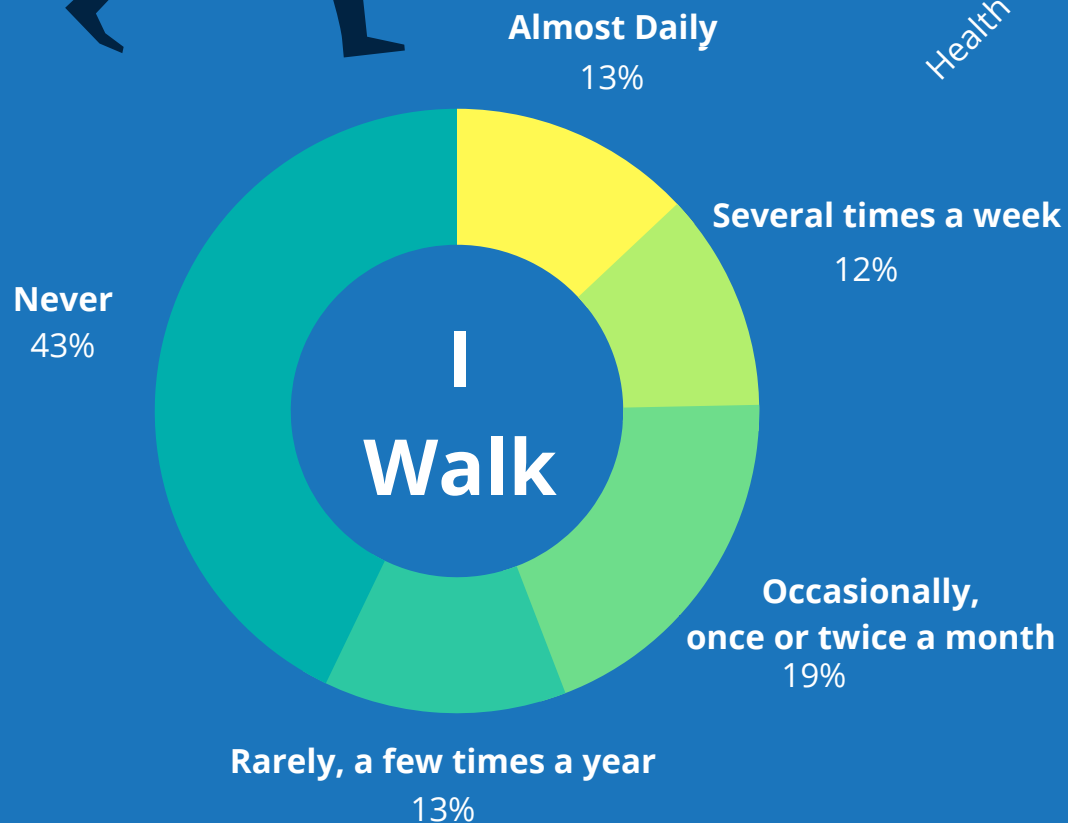 Almost Daily
13%
Health
Several times a week
12%
Never
43%
I
Walk
Occasionally,
once or twice a month
19%
Rarely, a few times a year
13%